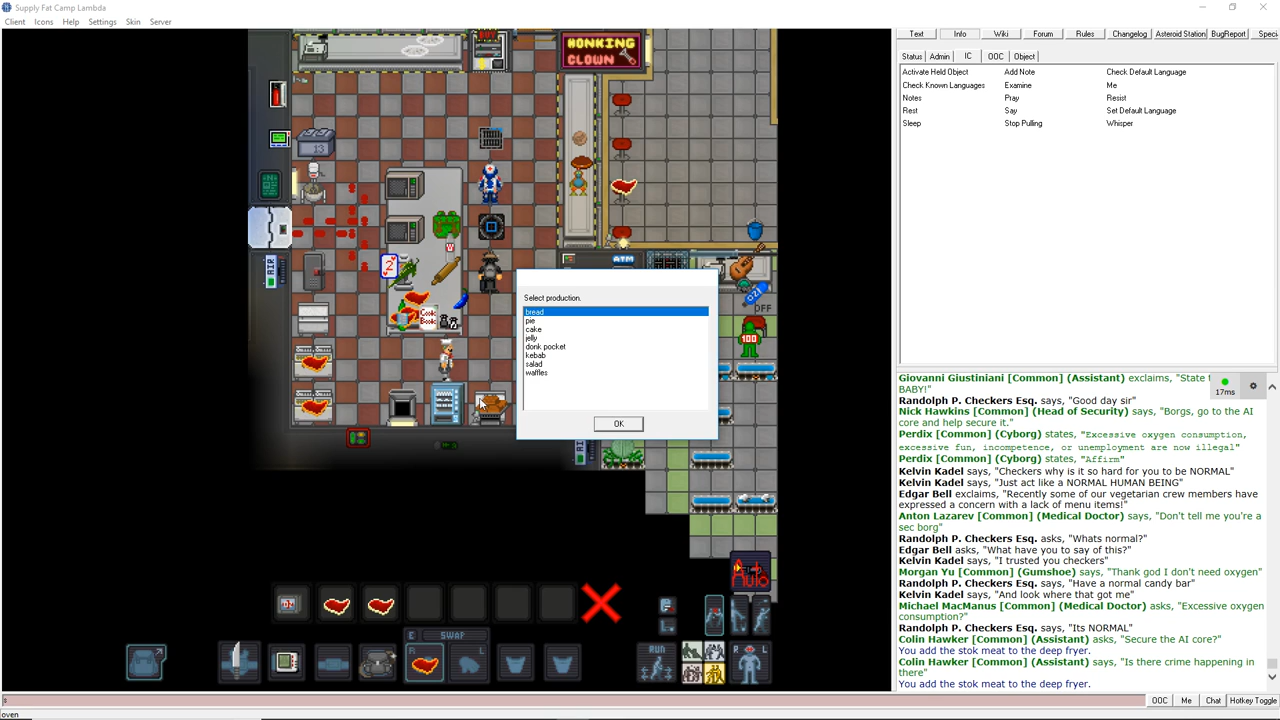 Supply Fat Camp Lambda
Client Icons Help Settings Skin Server
Text Info Wiki Forum Rules Changelog Asteroid Station BugReport
Status Admin IC OOC Object
Activate Held Object Add Note Check Default Language
Check Known Languages Examine Me
Notes Pray Resist
Rest Say Set Default Language
Sleep Stop Pulling Whisper
BUY
HONKING
CLOWN
13
AIR
2
ATM
Cook
Book
OFF
100
Select production.
bread
pie
cake
jelly
donk pocket
kebab
salad
waffles
OK
17ms
Giovanni Giustiniani [Common] (Assistant) exclaims, "State
BABY!"
Randolph P. Checkers Esq. says, "Good day sir"
Nick Hawkins [Common] (Head of Security) says, "Borgs, go to the AI
core and help secure it."
Perdix [Common] (Cyborg) states, "Excessive oxygen consumption,
excessive fun, incompetence, or unemployment are now illegal"
Perdix [Common] (Cyborg) states, "Affirm"
Kelvin Kadel says, "Checkers why is it so hard for you to be NORMAL"
Kelvin Kadel says, "Just act like a NORMAL HUMAN BEING"
Edgar Bell exclaims, "Recently some of our vegetarian crew members have
expressed a concern with a lack of menu items!"
Anton Lazarev [Common] (Medical Doctor) says, "Don't tell me you're a
sec borg"
Randolph P. Checkers Esq. asks, "Whats normal?"
Edgar Bell asks, "What have you to say of this?"
Kelvin Kadel says, "I trusted you checkers"
Morgan Yu [Common] (Gumshoe) says, "Thank god I don't need oxygen"
Randolph P. Checkers Esq. says, "Have a normal candy bar"
Kelvin Kadel says, "And look where that got me"
Michael MacManus [Common] (Medical Doctor) asks, "Excessive oxygen
consumption?"
Randolph P. Checkers Esq. says, "Its NORMAL"
Colin Hawker [Common] (Assistant) asks, "Secure the AI core?"
You add the stok meat to the deep fryer.
Colin Hawker [Common] (Assistant) says, "Is there crime happening in
there"
You add the stok meat to the deep fryer.
Auto
E SWAP
R L
RUN
R L
OOC Me Chat Hotkey Toggle
oven